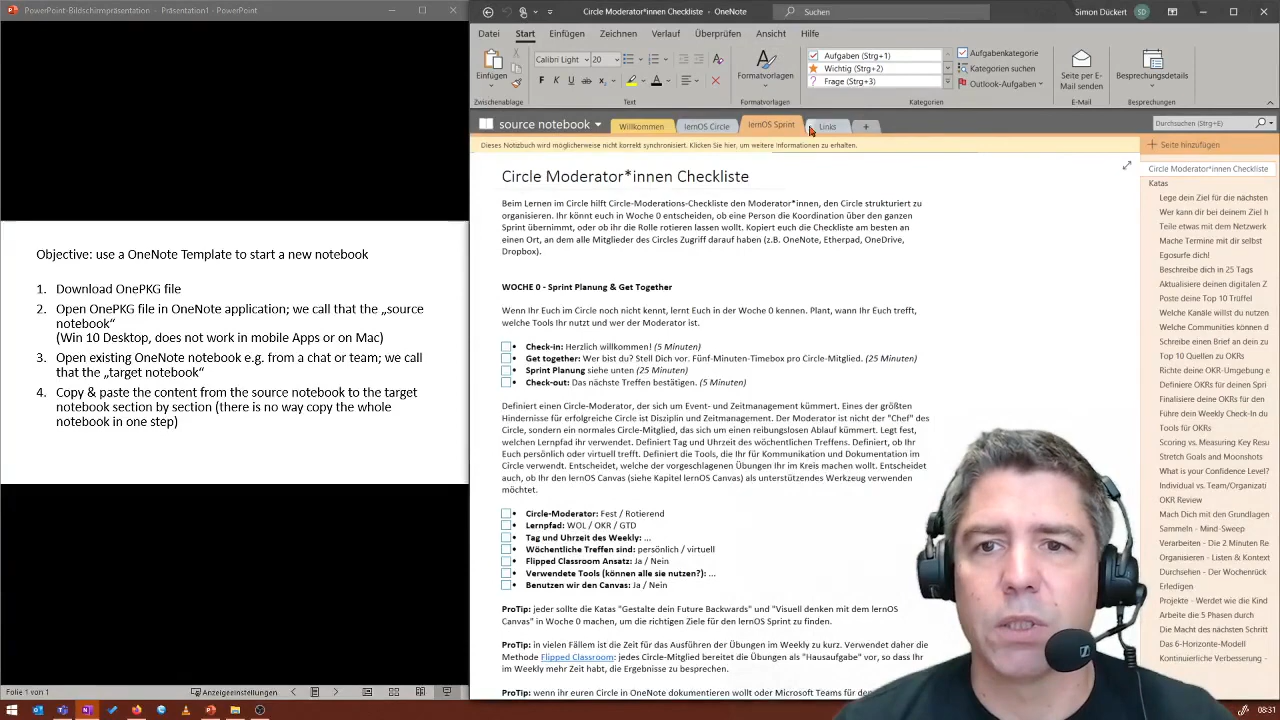 PowerPoint-Bildschirmpräsentation - Präsentation1 - PowerPoint
Objective: use a OneNote Template to start a new notebook
1. Download OnePKG file
2. Open OnePKG file in OneNote application; we call that the „source
notebook“
(Win 10 Desktop, does not work in mobile Apps or on Mac)
3. Open existing OneNote notebook e.g. from a chat or team; we call
that the „target notebook“
4. Copy & paste the content from the source notebook to the target
notebook section by section (there is no way copy the whole
notebook in one step)
Folie 1 von 1
Anzeigeeinstellungen
Circle Moderator*innen Checkliste - OneNote
Suchen
Simon Dückert
SD
Datei Start Einfügen Zeichnen Verlauf Überprüfen Ansicht Hilfe
Einfügen
Zwischenablage
Calibri Light 20
F K U ab x
Text
Formatvorlagen
Formatvorlagen
Aufgaben (Strg+1)
Wichtig (Strg+2)
Frage (Strg+3)
Aufgabenkategorie
Kategorien suchen
Outlook-Aufgaben
Kategorien
Seite per E-
Mail senden
E-Mail
Besprechungsdetails
Besprechungen
source notebook
Willkommen lernOS Circle lernOS Sprint Links +
Durchsuchen (Strg+E)
Dieses Notizbuch wird möglicherweise nicht korrekt synchronisiert. Klicken Sie hier, um weitere Informationen zu erhalten.
Circle Moderator*innen Checkliste
Beim Lernen im Circle hilft Circle-Moderations-Checkliste den Moderator*innen, den Circle strukturiert zu
organisieren. Ihr könnt euch in Woche 0 entscheiden, ob eine Person die Koordination über den ganzen
Sprint übernimmt, oder ob ihr die Rolle rotieren lassen wollt. Kopiert euch die Checkliste am besten an
einen Ort, an dem alle Mitglieder des Circles Zugriff darauf haben (z.B. OneNote, Etherpad, OneDrive,
Dropbox).
WOCHE 0 - Sprint Planung & Get Together
Wenn Ihr Euch im Circle noch nicht kennt, lernt Euch in der Woche 0 kennen. Plant, wann Ihr Euch trefft,
welche Tools Ihr nutzt und wer der Moderator ist.
• Check-in: Herzlich willkommen! (5 Minuten)
• Get together: Wer bist du? Stell Dich vor. Fünf-Minuten-Timebox pro Circle-Mitglied. (25 Minuten)
• Sprint Planung siehe unten (25 Minuten)
• Check-out: Das nächste Treffen bestätigen. (5 Minuten)
Definiert einen Circle-Moderator, der sich um Event- und Zeitmanagement kümmert. Eines der größten
Hindernisse für erfolgreiche Circle ist Disziplin und Zeitmanagement. Der Moderator ist nicht der "Chef" des
Circle, sondern ein normales Circle-Mitglied, das sich um einen reibungslosen Ablauf kümmert. Legt fest,
welchen Lernpfad ihr verwendet. Definiert Tag und Uhrzeit des wöchentlichen Treffens. Definiert, ob Ihr
Euch persönlich oder virtuell trefft. Definiert die Tools, die Ihr für Kommunikation und Dokumentation im
Circle verwendt. Entscheidet, welche der vorgeschlagenen Übungen Ihr im Kreis machen wollt. Entscheidet
auch, ob Ihr den lernOS Canvas (siehe Kapitel lernOS Canvas) als unterstützendes Werkzeug verwenden
möchtet.
• Circle-Moderator: Fest / Rotierend
• Lernpfad: WOL / OKR / GTD
• Tag und Uhrzeit des Weekly: ...
• Wöchentliche Treffen sind: persönlich / virtuell
• Flipped Classroom Ansatz: Ja / Nein
• Verwendete Tools (können alle sie nutzen?): ...
• Benutzen wir den Canvas: Ja / Nein
ProTip: jeder sollte die Katas "Gestalte dein Future Backwards" und "Visuell denken mit dem lernOS
Canvas" in Woche 0 machen, um die richtigen Ziele für den lernOS Sprint zu finden.
ProTip: in vielen Fällem ist die Zeit für das Ausführen der Übungen im Weekly zu kurz. Verwendet daher die
Methode Flipped Classroom: jedes Circle-Mitglied bereitet die Übungen als "Hausaufgabe" vor, so dass Ihr
im Weekly mehr Zeit habt, die Ergebnisse zu besprechen.
ProTip: wenn ihr euren Circle in OneNote dokumentieren wollt oder Microsoft Teams für den
Seite hinzufügen
Circle Moderator*innen Checkliste
Katas
Lege dein Ziel für die nächsten
Wer kann dir bei deinem Ziel h
Teile etwas mit dem Netzwerk
Mache Termine mit dir selbst
Egosurfe dich!
Beschreibe dich in 25 Tags
Aktualisiere deinen digitalen Z
Poste deine Top 10 Trüffel
Welche Kanäle willst du nutzen
Welche Communities können d
Schreibe einen Brief an dein zu
Top 10 Quellen zu OKRs
Richte deine OKR-Umgebung e
Definiere OKRs für deinen Spri
Finalisiere deine OKRs für den
Führe dein Weekly Check-In du
Tools für OKRs
Scoring vs. Measuring Key Resu
Stretch Goals and Moonshots
What is your Confidence Level?
Individual vs. Team/Organizati
OKR Review
Mach Dich mit den Grundlagen
Sammeln - Mind-Sweep
Verarbeiten - Die 2 Minuten Re
Organisieren - Listen & Kontext
Durchsehen - Der Wochenrück
Erledigen
Projekte - Werdet wie die Kind
Arbeite die 5 Phasen durch
Die Macht des nächsten Schritt
Das 6-Horizonte-Modell
Kontinuierliche Verbesserung -
08:31